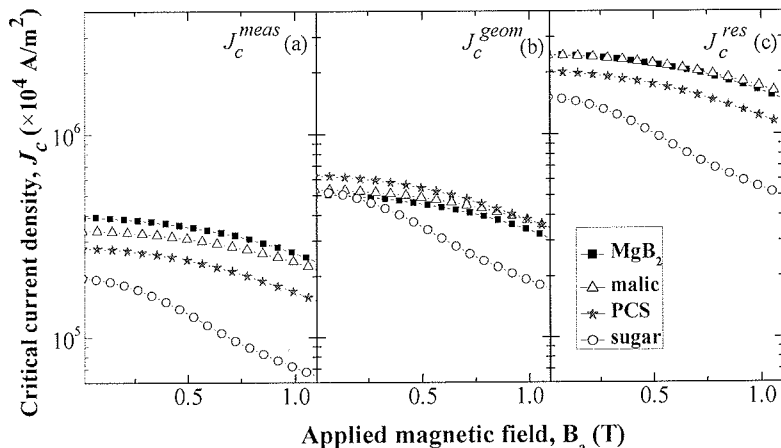 J_c^meas (a)
J_c^geom (b)
J_c^res (c)
Critical current density, J_c (×10^4 A/m^2)
10^6
10^5
MgB_2
malic
PCS
sugar
0.5 1.0 0.5 1.0 0.5 1.0
Applied magnetic field, B_a (T)